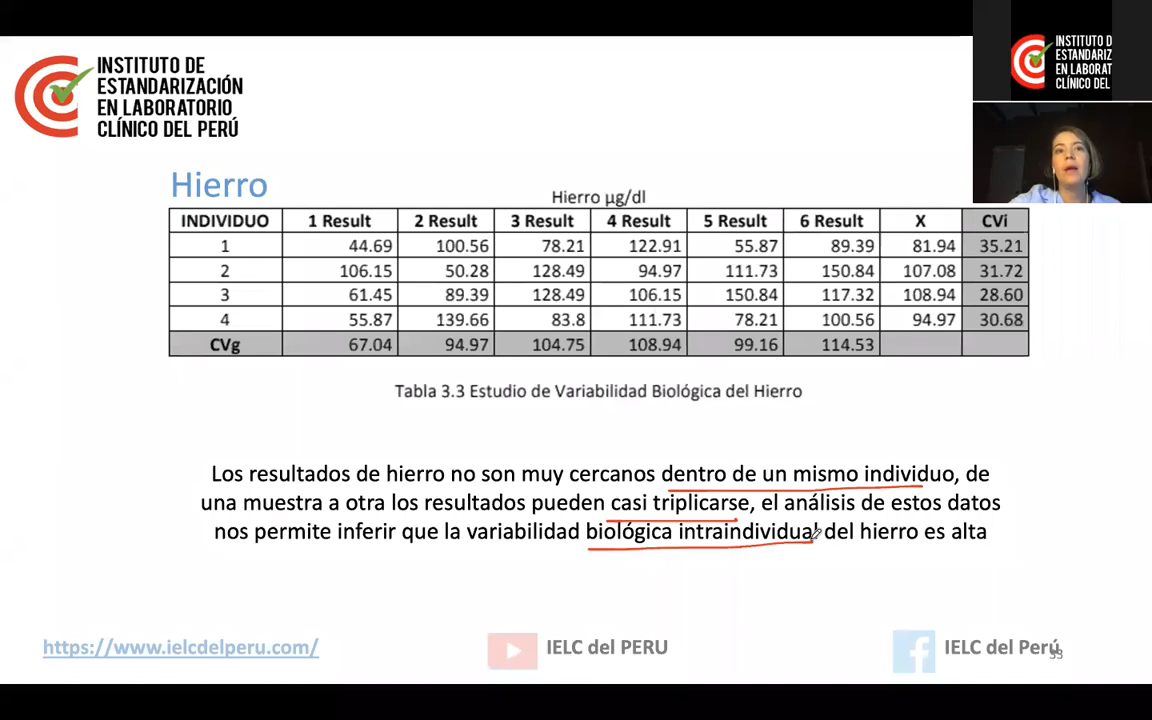 INSTITUTO DE
ESTANDARIZACIÓN
EN LABORATORIO
CLÍNICO DEL PERÚ
INSTITUTO D
ESTANDARIZ
EN LABORAT
CLÍNICO DEL
Hierro
Hierro µg/dl
INDIVIDUO 1 Result 2 Result 3 Result 4 Result 5 Result 6 Result X CVi
1 44.69 100.56 78.21 122.91 55.87 89.39 81.94 35.21
2 106.15 50.28 128.49 94.97 111.73 150.84 107.08 31.72
3 61.45 89.39 128.49 106.15 150.84 117.32 108.94 28.60
4 55.87 139.66 83.8 111.73 78.21 100.56 94.97 30.68
CVg 67.04 94.97 104.75 108.94 99.16 114.53
Tabla 3.3 Estudio de Variabilidad Biológica del Hierro
Los resultados de hierro no son muy cercanos dentro de un mismo individuo, de
una muestra a otra los resultados pueden casi triplicarse, el análisis de estos datos
nos permite inferir que la variabilidad biológica intraindividual del hierro es alta
https://www.ielcdelperu.com/
IELC del PERU
IELC del Perú
33